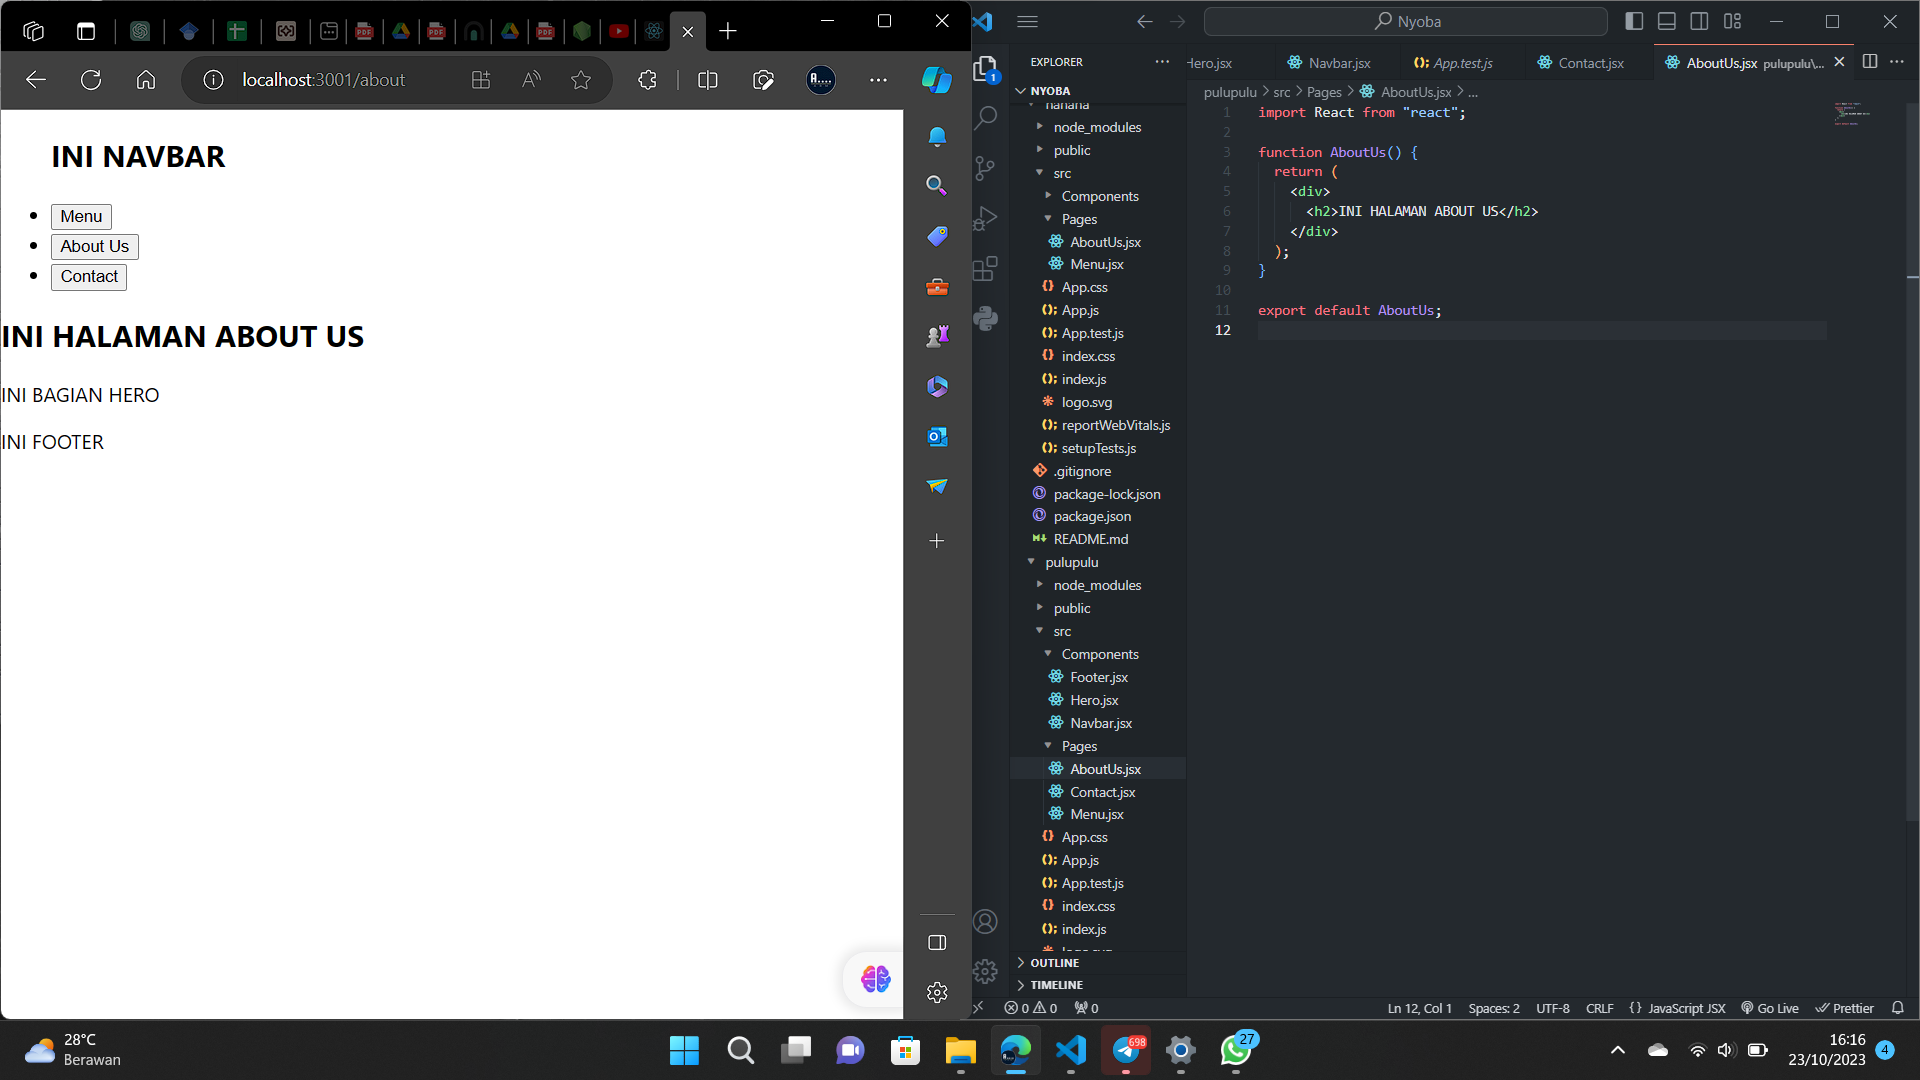 localhost:3001/about
INI NAVBAR
Menu
About Us
Contact
INI HALAMAN ABOUT US
INI BAGIAN HERO
INI FOOTER
Nyoba
EXPLORER
NYOBA
nanana
node_modules
public
src
Components
Pages
AboutUs.jsx
Menu.jsx
App.css
App.js
App.test.js
index.css
index.js
logo.svg
reportWebVitals.js
setupTests.js
.gitignore
package-lock.json
package.json
README.md
pulupulu
node_modules
public
src
Components
Footer.jsx
Hero.jsx
Navbar.jsx
Pages
AboutUs.jsx
Contact.jsx
Menu.jsx
App.css
App.js
App.test.js
index.css
index.js
logo.svg
OUTLINE
TIMELINE
Hero.jsx Navbar.jsx App.test.js Contact.jsx AboutUs.jsx pulupulu\...
pulupulu > src > Pages > AboutUs.jsx > ...
1 import React from "react";
2
3 function AboutUs() {
4 return (
5 <div>
6 <h2>INI HALAMAN ABOUT US</h2>
7 </div>
8 );
9 }
10
11 export default AboutUs;
12
0 0 0 Ln 12, Col 1 Spaces: 2 UTF-8 CRLF {} JavaScript JSX Go Live Prettier
28°C
Berawan
698
27
16:16
23/10/2023
4